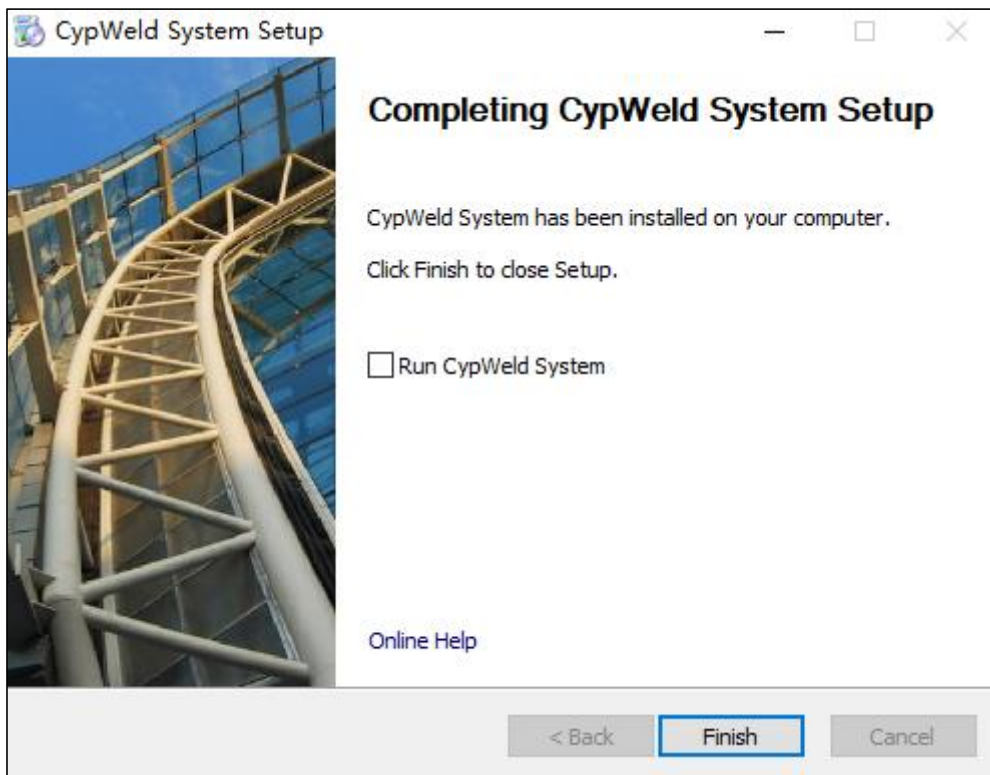 CypWeld System Setup
Completing CypWeld System Setup
CypWeld System has been installed on your computer.
Click Finish to close Setup.
Run CypWeld System
Online Help
< Back
Finish
Cancel